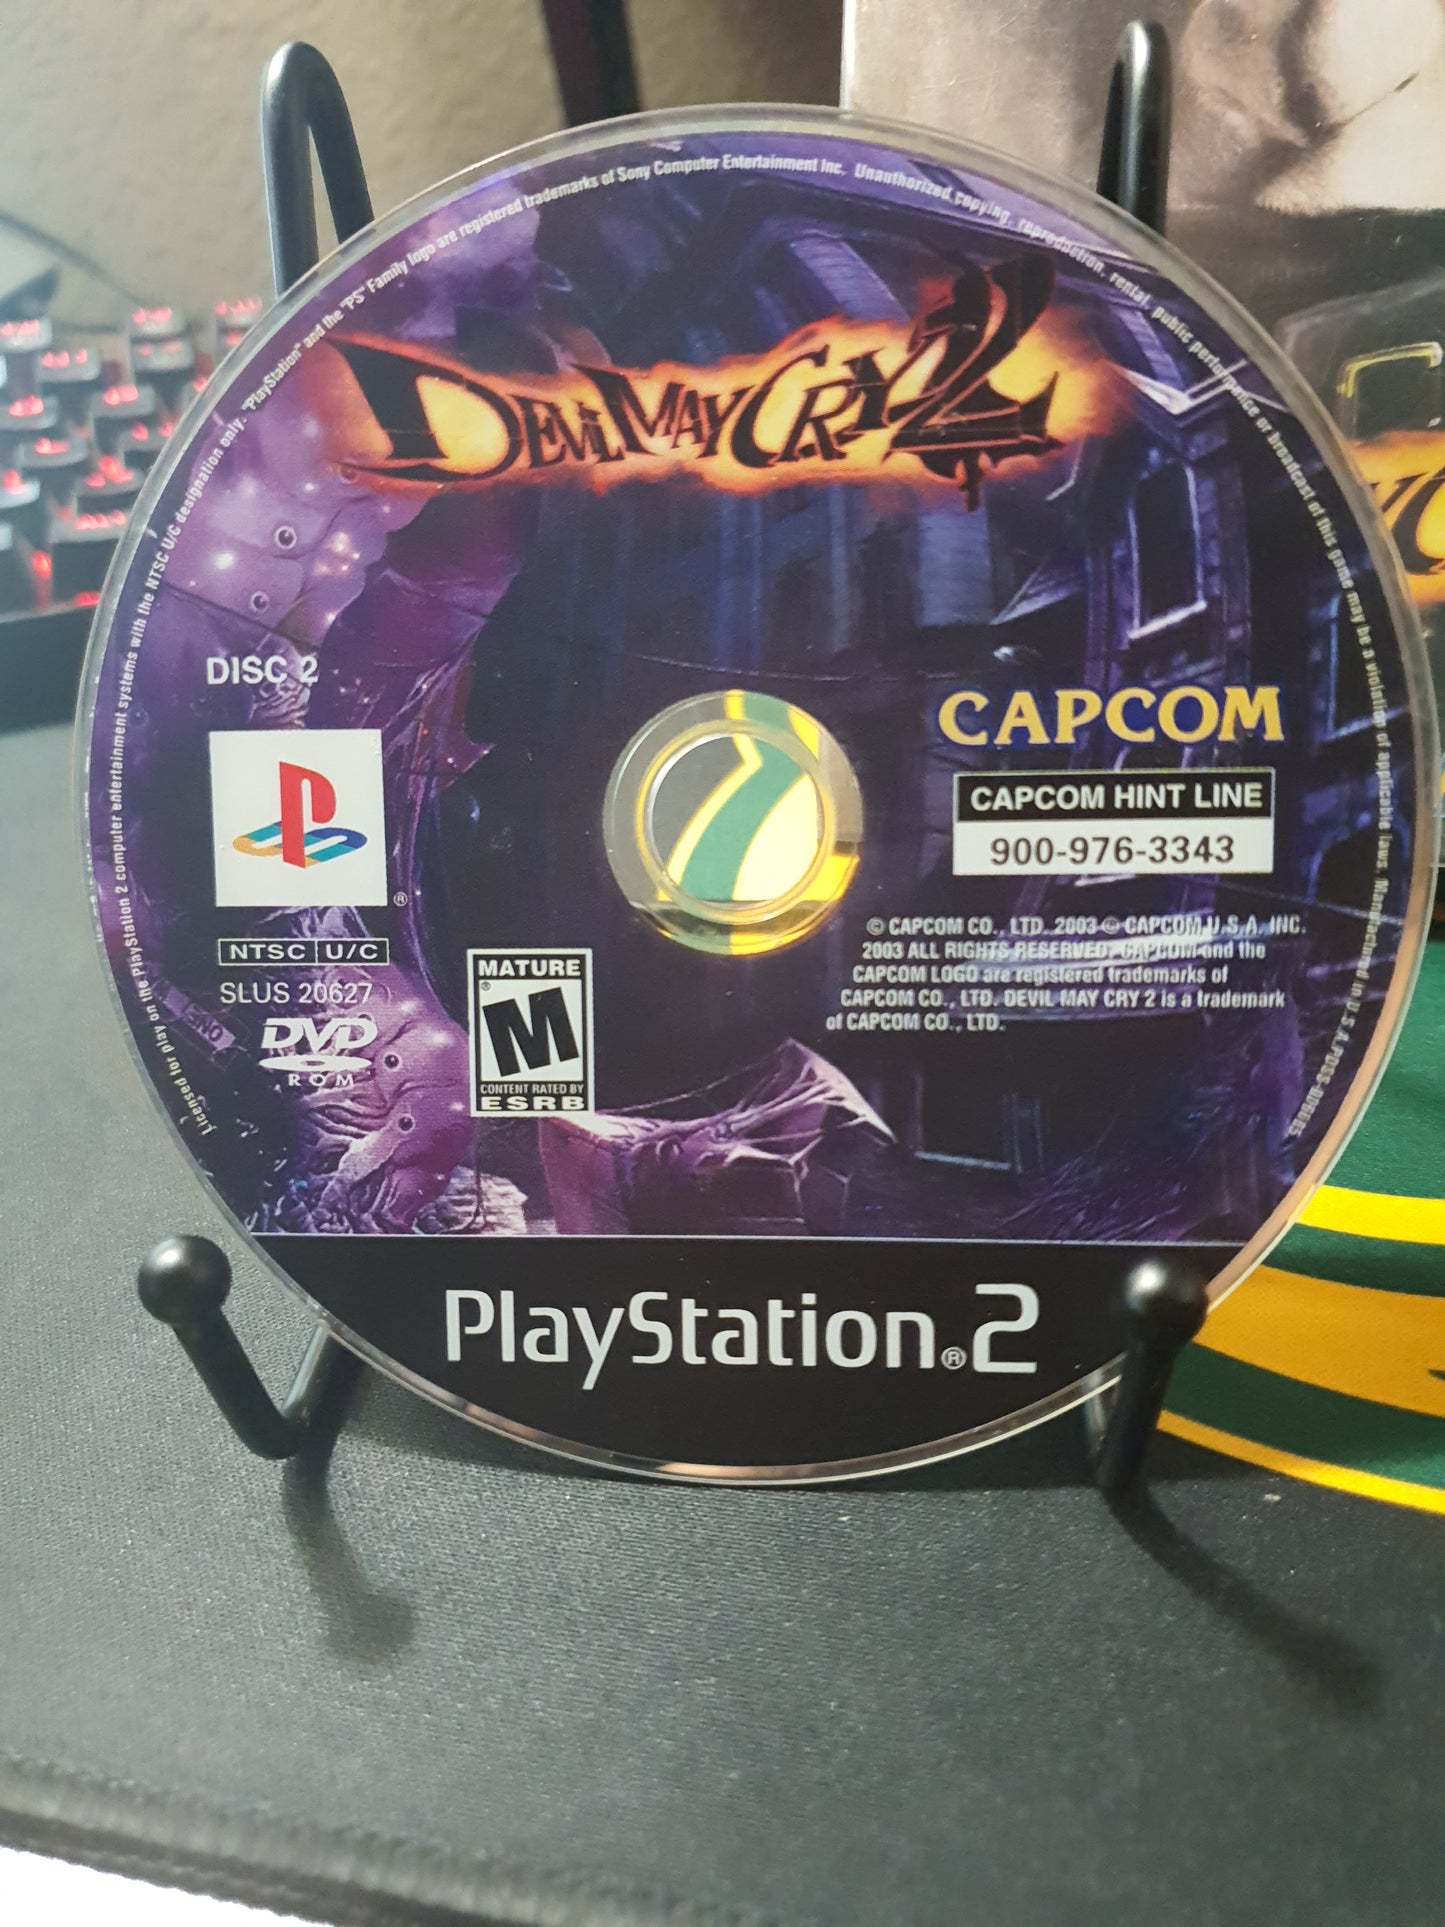 Licensed for play on the PlayStation 2 computer entertainment systems with the NTSC U/C designation only. "PlayStation" and the "PS" Family logo are registered trademarks of Sony Computer Entertainment Inc. Unauthorized copying, reproduction, rental, public performance or broadcast of this game may be a violation of applicable laws. Manufactured in U.S.A.
DEVIL MAY CRY 2
DISC 2
CAPCOM
CAPCOM HINT LINE
900-976-3343
®
NTSC U/C
SLUS 20627
DVD
ROM
MATURE
M
®
CONTENT RATED BY
ESRB
© CAPCOM CO., LTD. 2003 © CAPCOM U.S.A. INC.
2003 ALL RIGHTS RESERVED. CAPCOM and the
CAPCOM LOGO are registered trademarks of
CAPCOM CO., LTD. DEVIL MAY CRY 2 is a trademark
of CAPCOM CO., LTD.
PlayStation®2